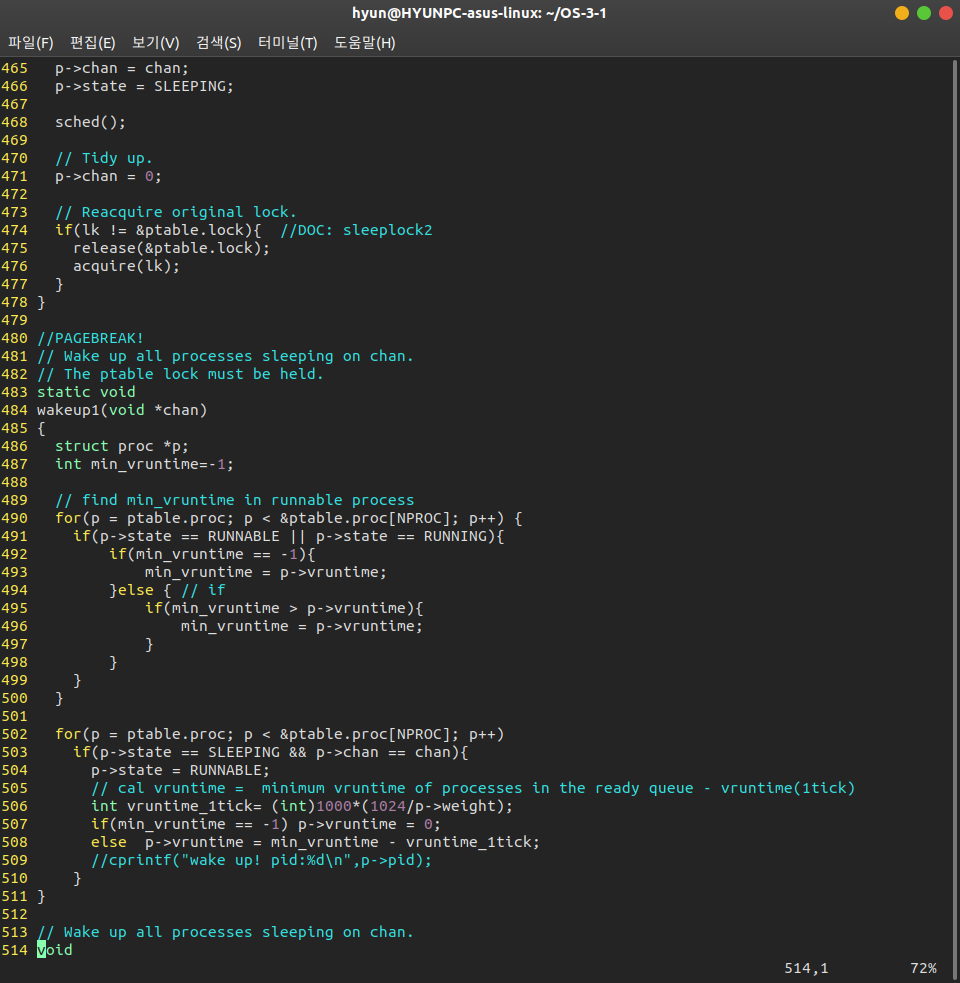 hyun@HYUNPC-asus-linux: ~/OS-3-1
파일(F) 편집(E) 보기(V) 검색(S) 터미널(T) 도움말(H)
465   p->chan = chan;
466   p->state = SLEEPING;
467
468   sched();
469
470   // Tidy up.
471   p->chan = 0;
472
473   // Reacquire original lock.
474   if(lk != &ptable.lock){  //DOC: sleeplock2
475     release(&ptable.lock);
476     acquire(lk);
477   }
478 }
479
480 //PAGEBREAK!
481 // Wake up all processes sleeping on chan.
482 // The ptable lock must be held.
483 static void
484 wakeup1(void *chan)
485 {
486   struct proc *p;
487   int min_vruntime=-1;
488
489   // find min_vruntime in runnable process
490   for(p = ptable.proc; p < &ptable.proc[NPROC]; p++) {
491     if(p->state == RUNNABLE || p->state == RUNNING){
492         if(min_vruntime == -1){
493             min_vruntime = p->vruntime;
494         }else { // if
495             if(min_vruntime > p->vruntime){
496                 min_vruntime = p->vruntime;
497             }
498         }
499     }
500   }
501
502   for(p = ptable.proc; p < &ptable.proc[NPROC]; p++)
503     if(p->state == SLEEPING && p->chan == chan){
504       p->state = RUNNABLE;
505       // cal vruntime =  minimum vruntime of processes in the ready queue - vruntime(1tick)
506       int vruntime_1tick= (int)1000*(1024/p->weight);
507       if(min_vruntime == -1) p->vruntime = 0;
508       else  p->vruntime = min_vruntime - vruntime_1tick;
509       //cprintf("wake up! pid:%d\n",p->pid);
510     }
511 }
512
513 // Wake up all processes sleeping on chan.
514 void
514,1 72%